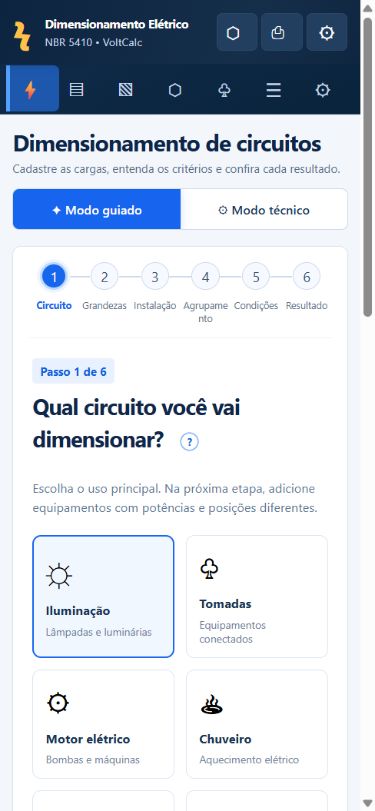 Dimensionamento Elétrico
NBR 5410 • VoltCalc
Dimensionamento de circuitos
Cadastre as cargas, entenda os critérios e confira cada resultado.
Modo guiado
Modo técnico
1 2 3 4 5 6
Circuito Grandezas Instalação Agrupame Condições Resultado
nto
Passo 1 de 6
Qual circuito você vai
dimensionar? ?
Escolha o uso principal. Na próxima etapa, adicione
equipamentos com potências e posições diferentes.
Iluminação
Lâmpadas e luminárias
Tomadas
Equipamentos
conectados
Motor elétrico
Bombas e máquinas
Chuveiro
Aquecimento elétrico